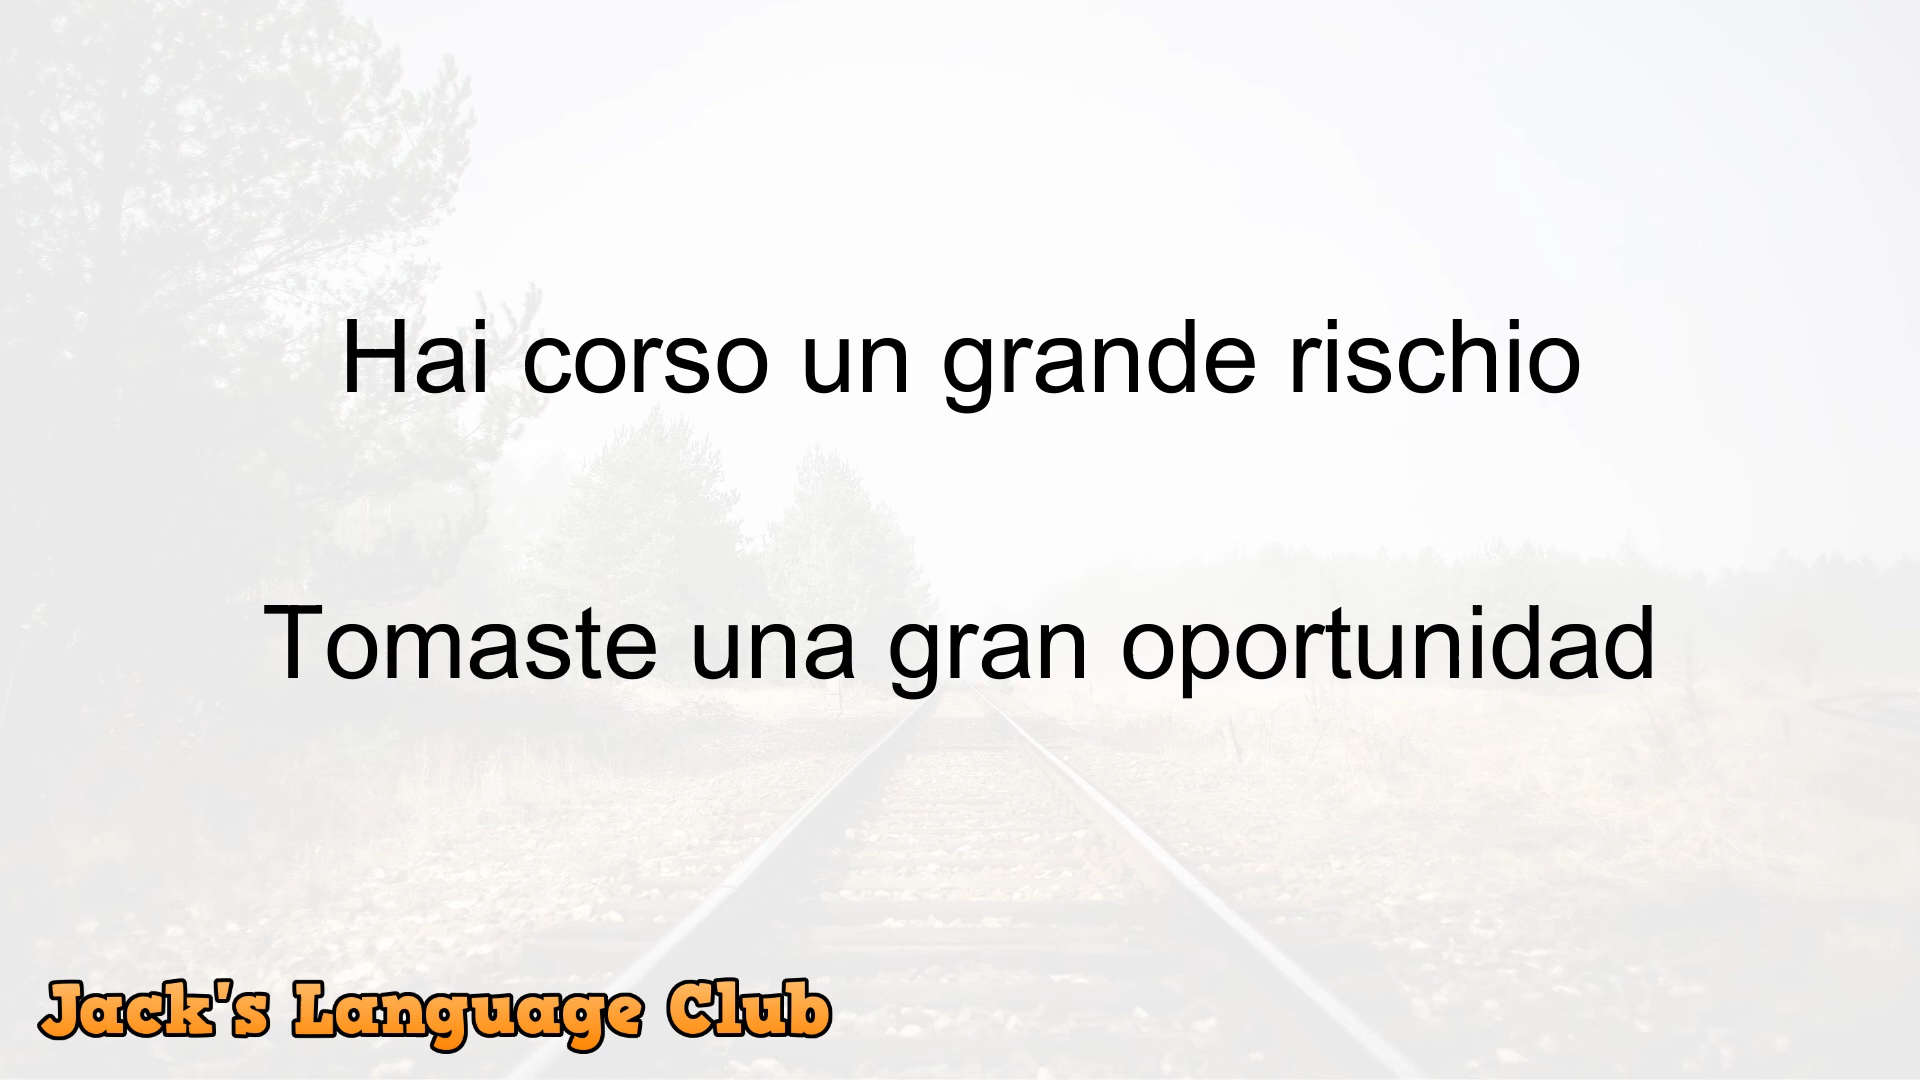 Hai corso un grande rischio
Tomaste una gran oportunidad
Jack's Language Club